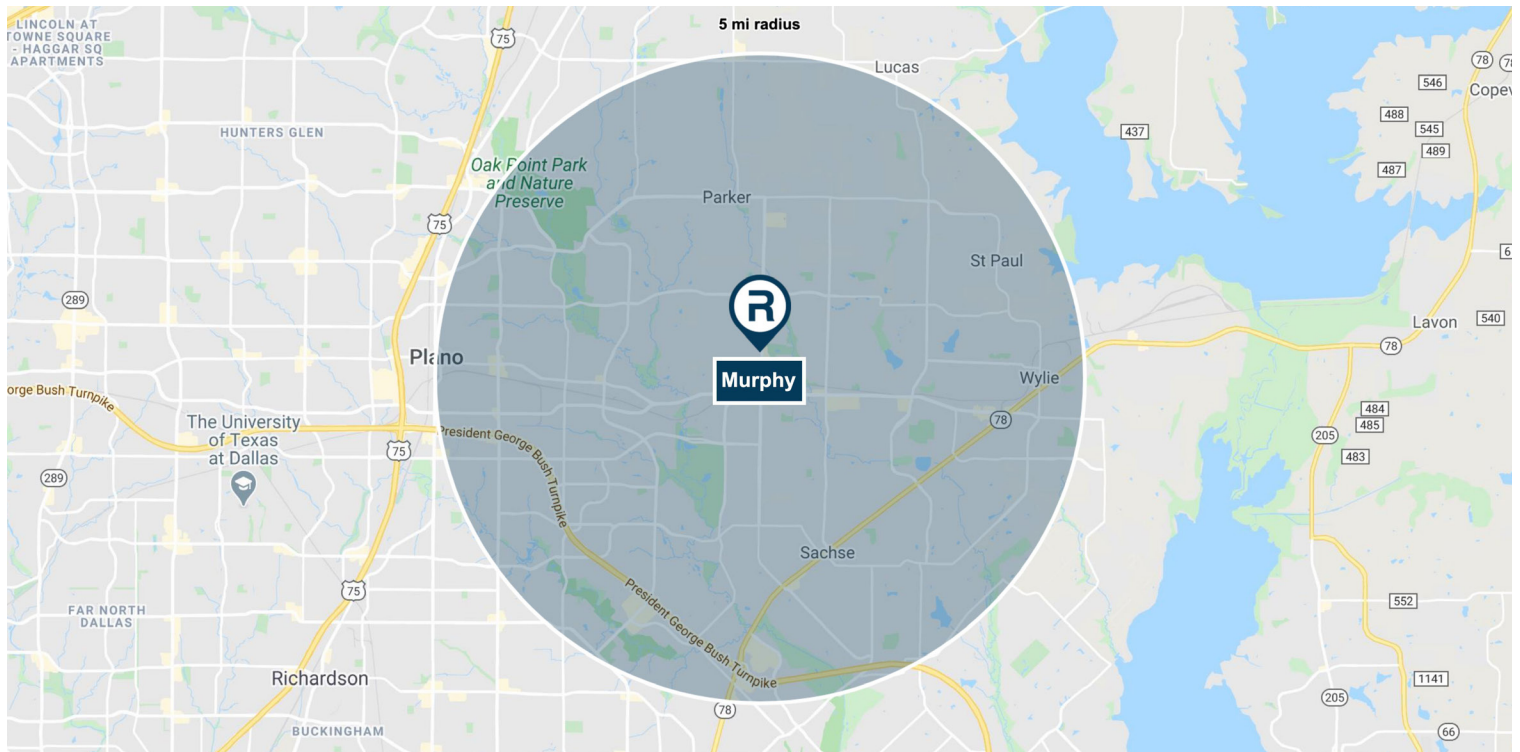 5 mi radius
LINCOLN AT
TOWNE SQUARE
- HAGGAR SQ
APARTMENTS
75
Lucas
78
546
Copev
488
545
437
489
HUNTERS GLEN
Oak Point Park
and Nature
Preserve
487
Parker
75
St Paul
6
289
R
Lavon
540
78
Plano
Murphy
Wylie
orge Bush Turnpike
484
The University
of Texas
at Dallas
78
485
205
President George Bush Turnpike
75
483
289
Sachse
75
President George Bush Turnpike
552
FAR NORTH
DALLAS
Richardson
1141
205
78
BUCKINGHAM
66